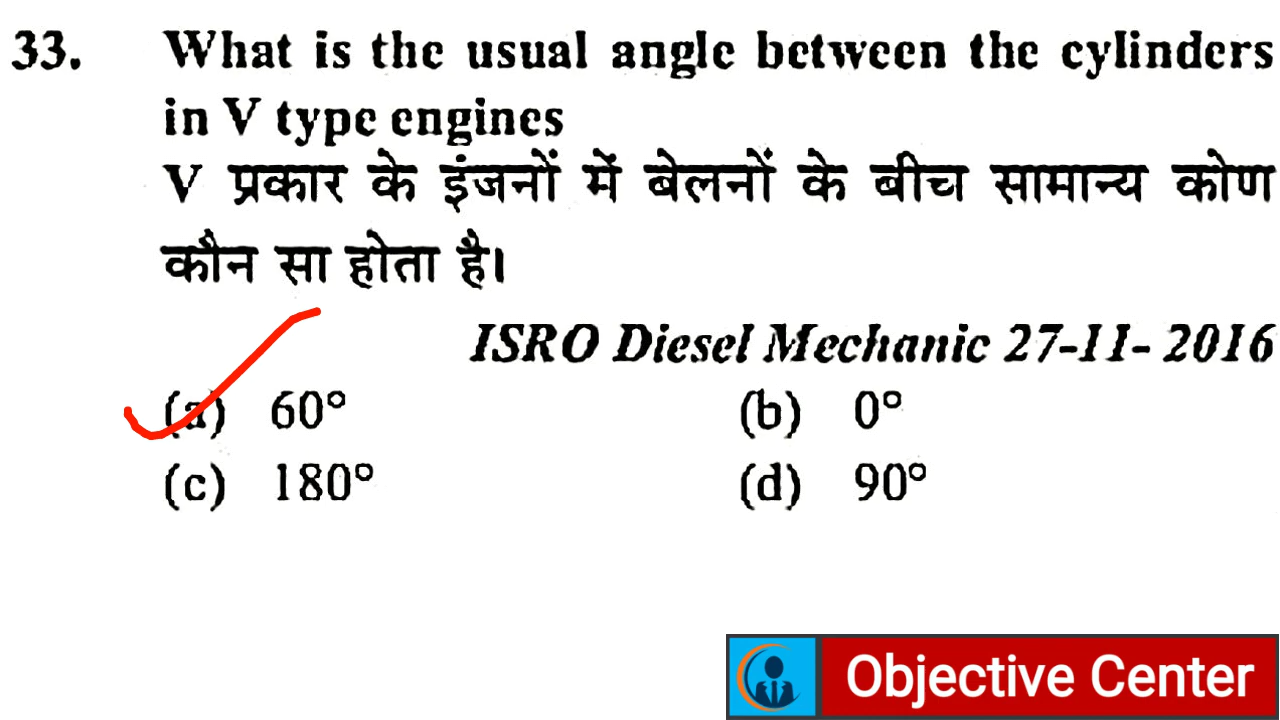 33. What is the usual angle between the cylinders
in V type engines
V प्रकार के इंजनों में बेलनों के बीच सामान्य कोण
कौन सा होता है।
ISRO Diesel Mechanic 27-11- 2016
(a) 60° (b) 0°
(c) 180° (d) 90°
Objective Center